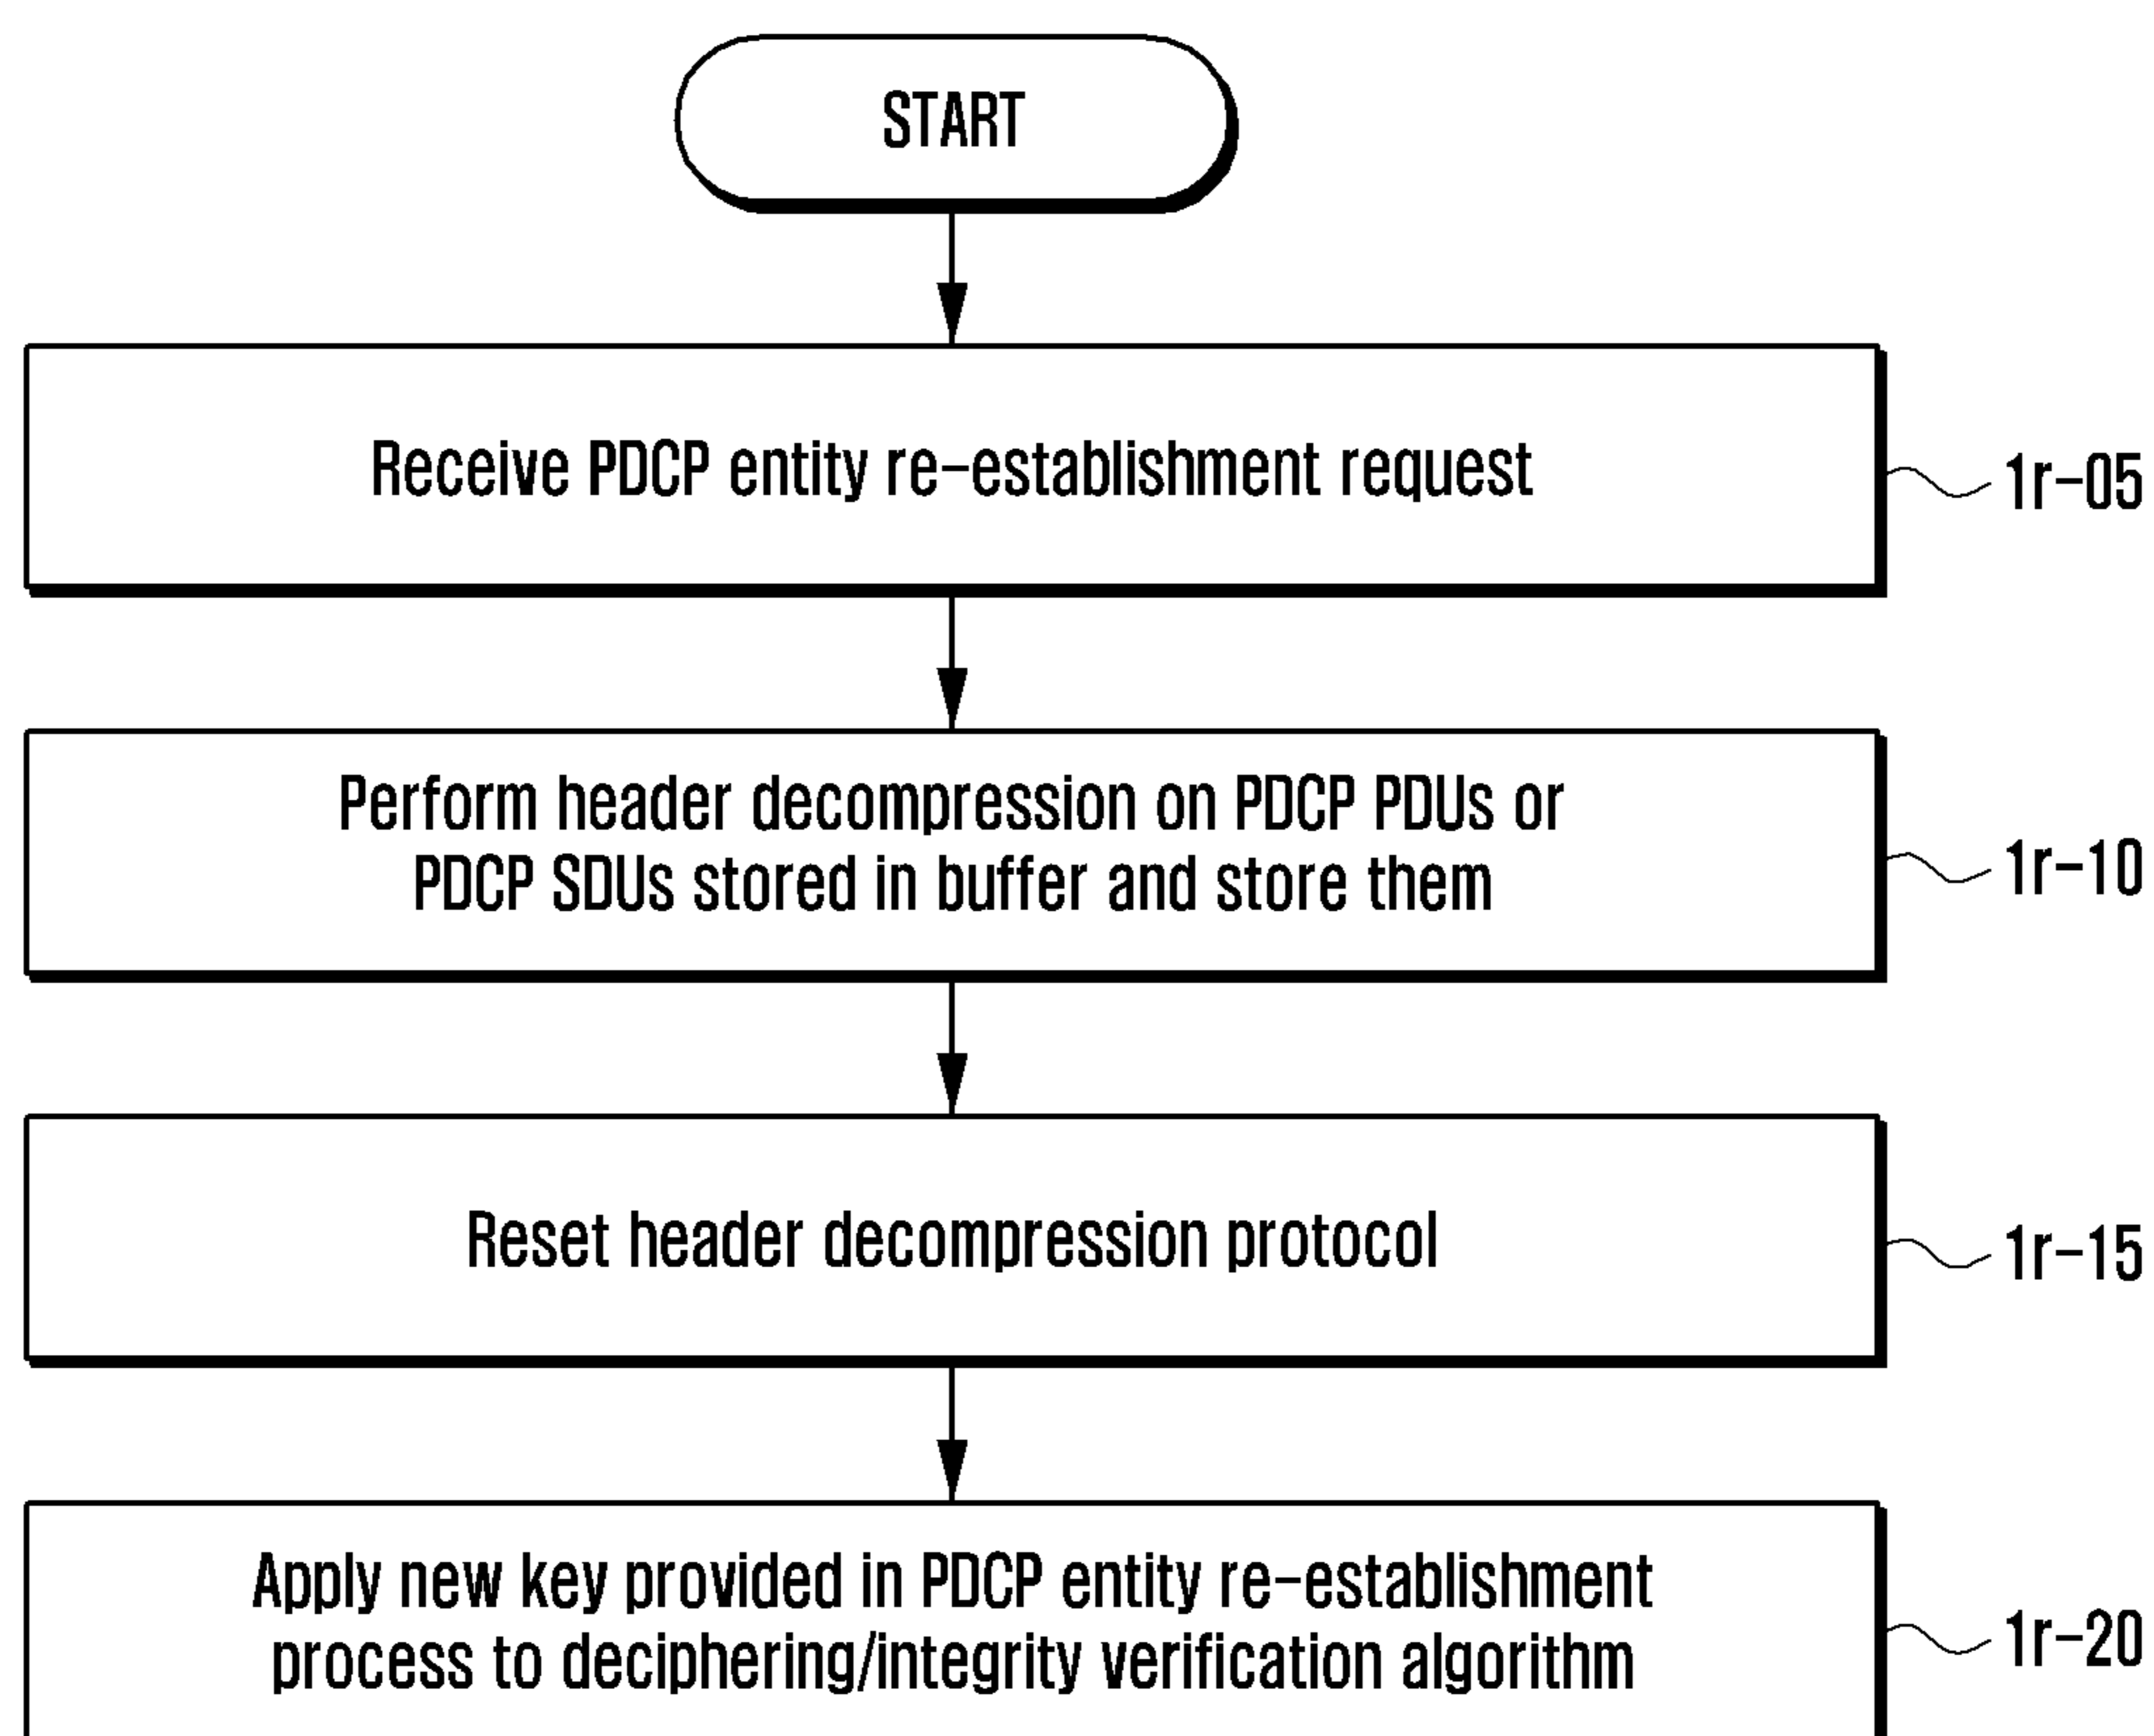 START
Receive PDCP entity re-establishment request
1r-05
Perform header decompression on PDCP PDUs or
PDCP SDUs stored in buffer and store them
1r-10
Reset header decompression protocol
1r-15
Apply new key provided in PDCP entity re-establishment
process to deciphering/integrity verification algorithm
1r-20